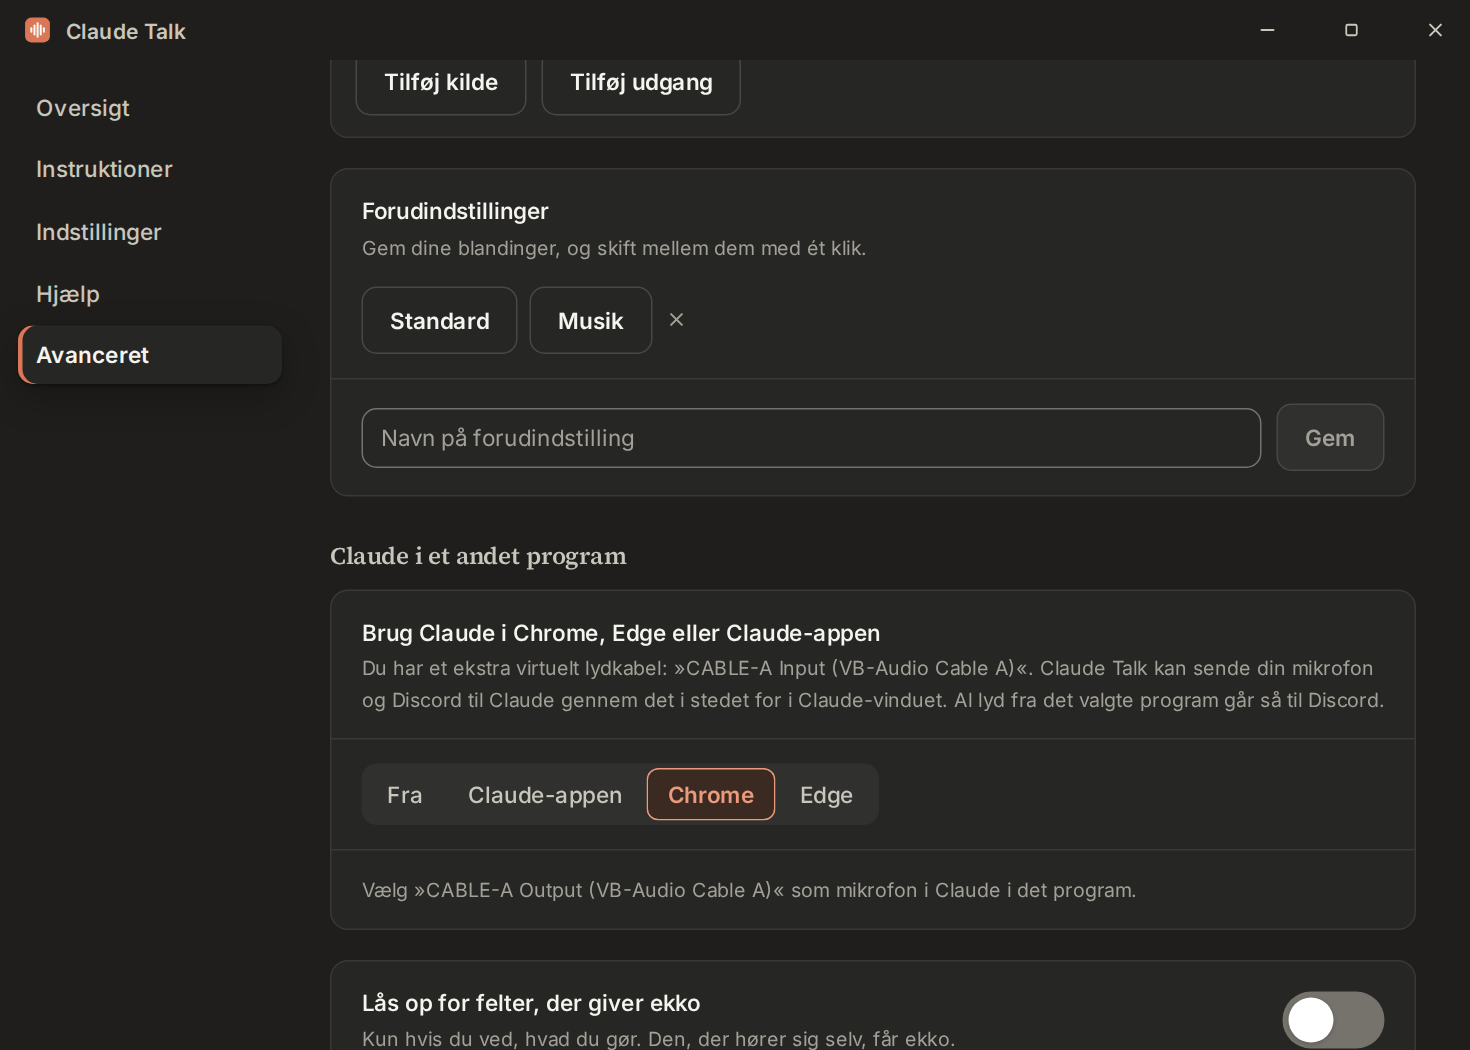 Claude Talk
Oversigt
Instruktioner
Indstillinger
Hjælp
Avanceret
Tilføj kilde
Tilføj udgang
Forudindstillinger
Gem dine blandinger, og skift mellem dem med ét klik.
Standard
Musik
Navn på forudindstilling
Gem
Claude i et andet program
Brug Claude i Chrome, Edge eller Claude-appen
Du har et ekstra virtuelt lydkabel: »CABLE-A Input (VB-Audio Cable A)«. Claude Talk kan sende din mikrofon
og Discord til Claude gennem det i stedet for i Claude-vinduet. Al lyd fra det valgte program går så til Discord.
Fra
Claude-appen
Chrome
Edge
Vælg »CABLE-A Output (VB-Audio Cable A)« som mikrofon i Claude i det program.
Lås op for felter, der giver ekko
Kun hvis du ved, hvad du gør. Den, der hører sig selv, får ekko.